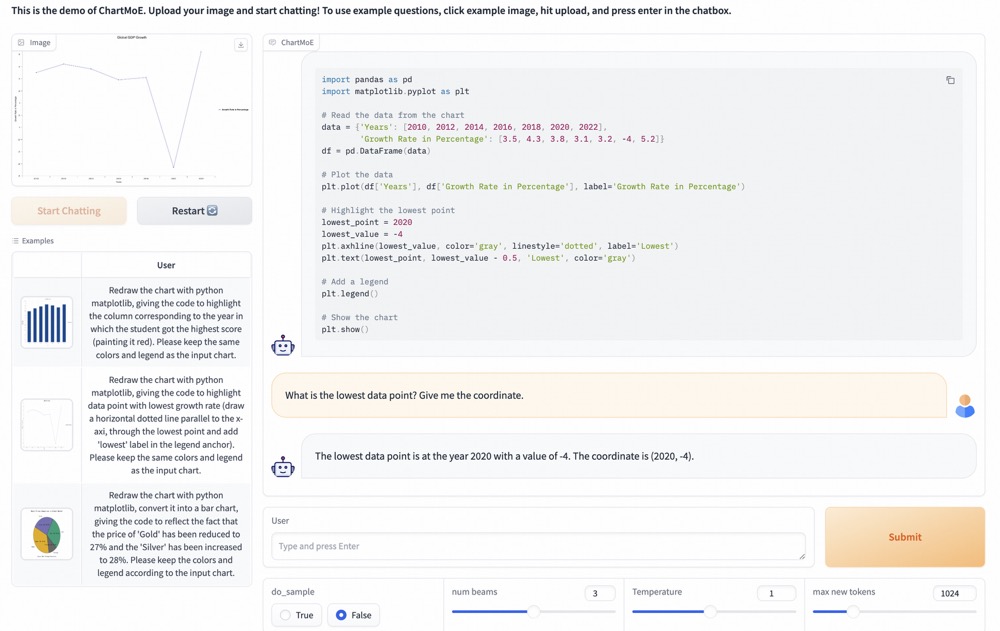 This is the demo of ChartMoE. Upload your image and start chatting! To use example questions, click example image, hit upload, and press enter in the chatbox.
Image
Global GDP Growth
Start Chatting
Restart
Examples
User
Redraw the chart with python
matplotlib, giving the code to highlight
the column corresponding to the year in
which the student got the highest score
(painting it red). Please keep the same
colors and legend as the input chart.
Redraw the chart with python
matplotlib, giving the code to highlight
data point with lowest growth rate (draw
a horizontal dotted line parallel to the x-
axi, through the lowest point and add
'lowest' label in the legend anchor).
Please keep the same colors and legend
as the input chart.
Redraw the chart with python
matplotlib, convert it into a bar chart,
giving the code to reflect the fact that
the price of 'Gold' has been reduced to
27% and the 'Silver' has been increased
to 28%. Please keep the colors and
legend according to the input chart.
ChartMoE
import pandas as pd
import matplotlib.pyplot as plt
# Read the data from the chart
data = {'Years': [2010, 2012, 2014, 2016, 2018, 2020, 2022],
'Growth Rate in Percentage': [3.5, 4.3, 3.8, 3.1, 3.2, -4, 5.2]}
df = pd.DataFrame(data)
# Plot the data
plt.plot(df['Years'], df['Growth Rate in Percentage'], label='Growth Rate in Percentage')
# Highlight the lowest point
lowest_point = 2020
lowest_value = -4
plt.axhline(lowest_value, color='gray', linestyle='dotted', label='Lowest')
plt.text(lowest_point, lowest_value - 0.5, 'Lowest', color='gray')
# Add a legend
plt.legend()
# Show the chart
plt.show()
What is the lowest data point? Give me the coordinate.
The lowest data point is at the year 2020 with a value of -4. The coordinate is (2020, -4).
User
Type and press Enter
Submit
do_sample
True
False
num beams
3
Temperature
1
max new tokens
1024